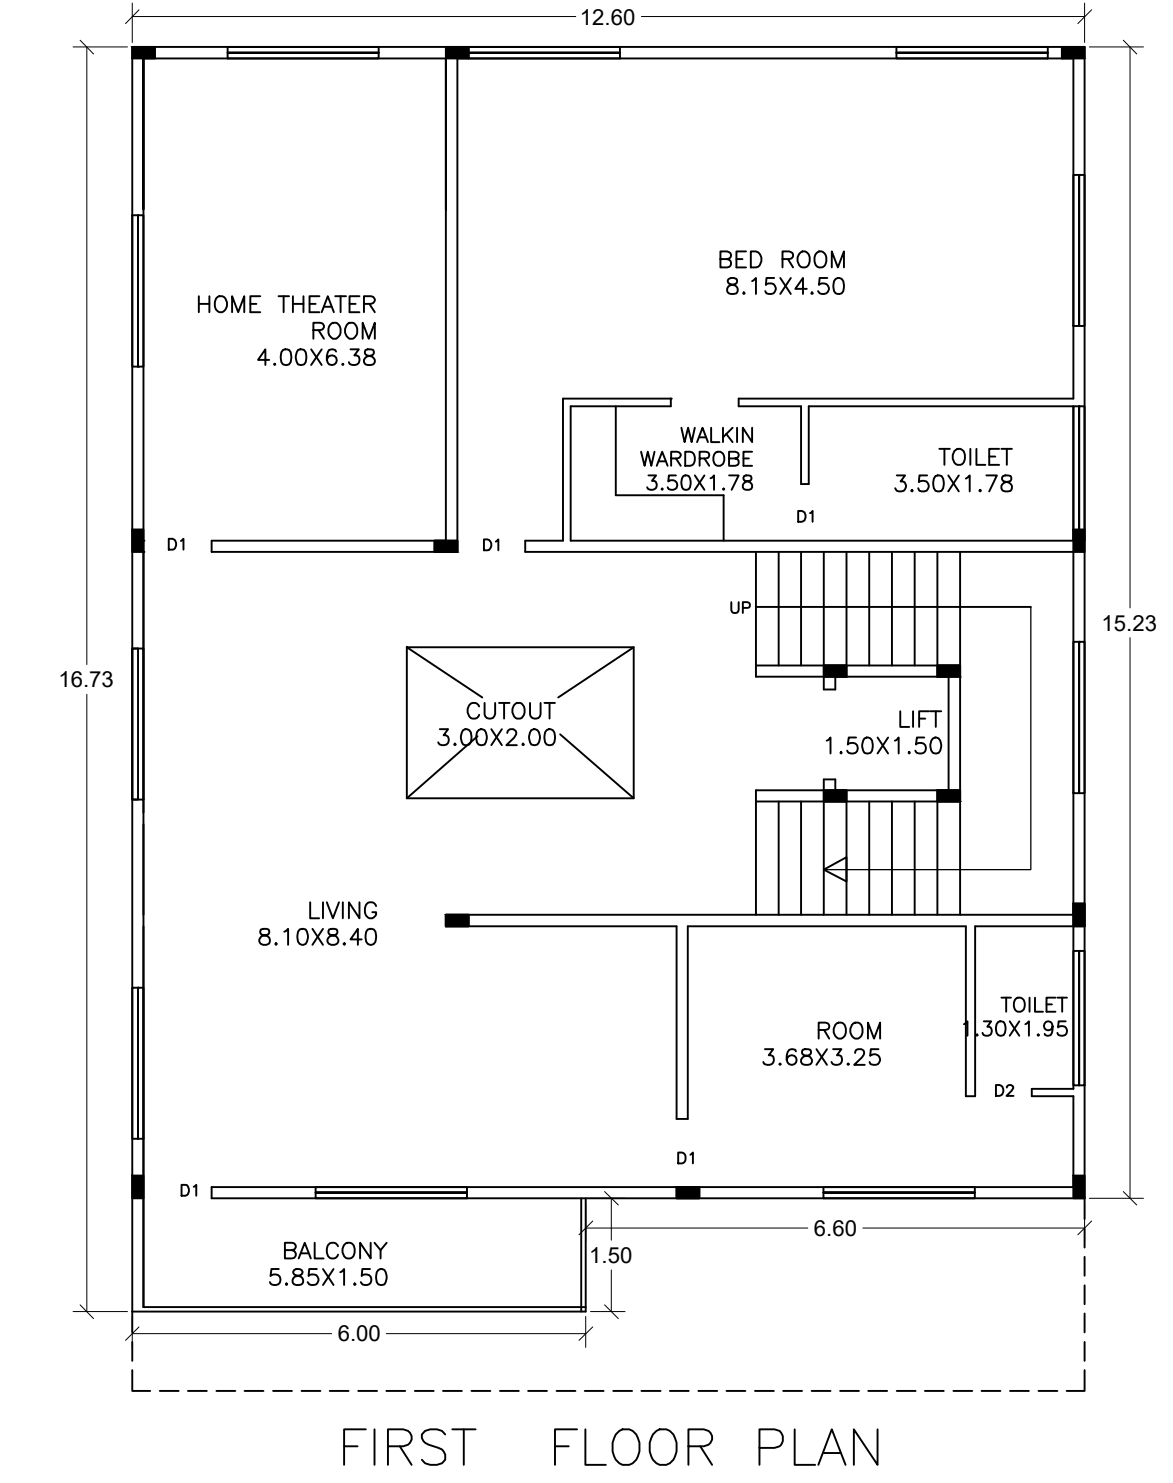 12.60
BED ROOM
8.15X4.50
HOME THEATER
ROOM
4.00X6.38
WALKIN
WARDROBE
3.50X1.78
TOILET
3.50X1.78
D1
D1
D1
UP
15.23
16.73
CUTOUT
3.00X2.00
LIFT
1.50X1.50
LIVING
8.10X8.40
ROOM
3.68X3.25
TOILET
1.30X1.95
D2
D1
D1
6.60
BALCONY
5.85X1.50
1.50
6.00
FIRST FLOOR PLAN